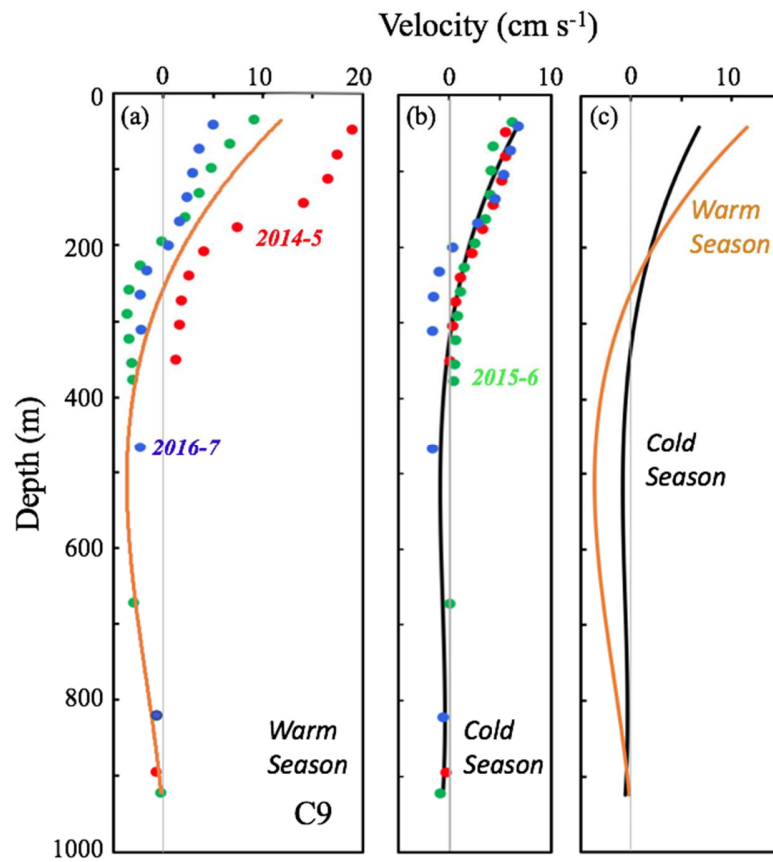 Velocity (cm s⁻¹)
0 10 20 0 10 0 10
0
(a) (b) (c)
Warm
Season
200
2014-5
2015-6
400
2016-7
Cold
Season
Depth (m)
600
800
Warm
Season
Cold
Season
C9
1000